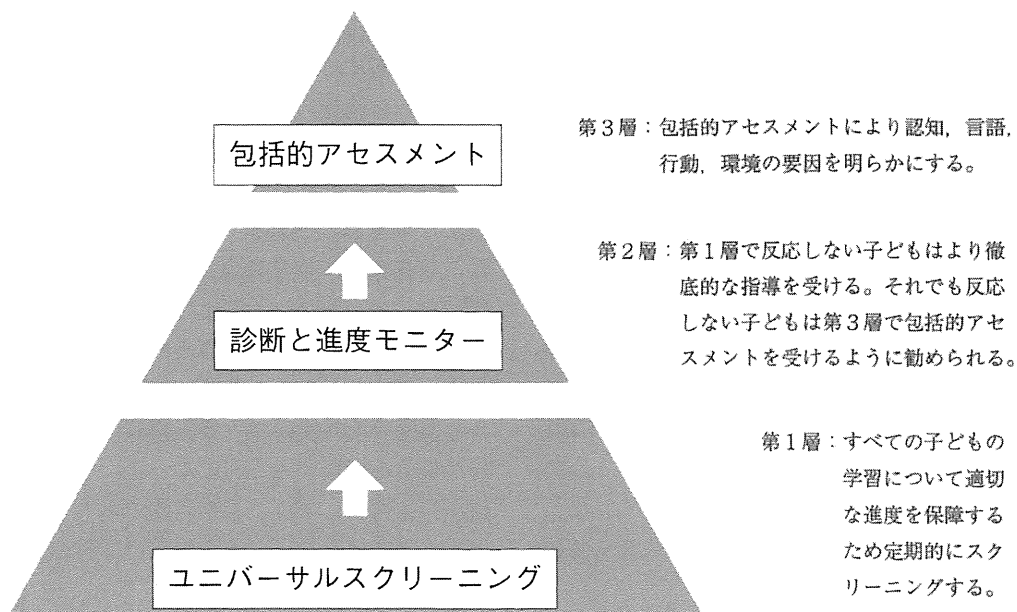 包括的アセスメント
第3層：包括的アセスメントにより認知，言語，
行動，環境の要因を明らかにする。
診断と進度モニター
第2層：第1層で反応しない子どもはより徹
底的な指導を受ける。それでも反応
しない子どもは第3層で包括的アセ
スメントを受けるように勧められる。
ユニバーサルスクリーニング
第1層：すべての子どもの
学習について適切
な進度を保障する
ため定期的にスク
リーニングする。